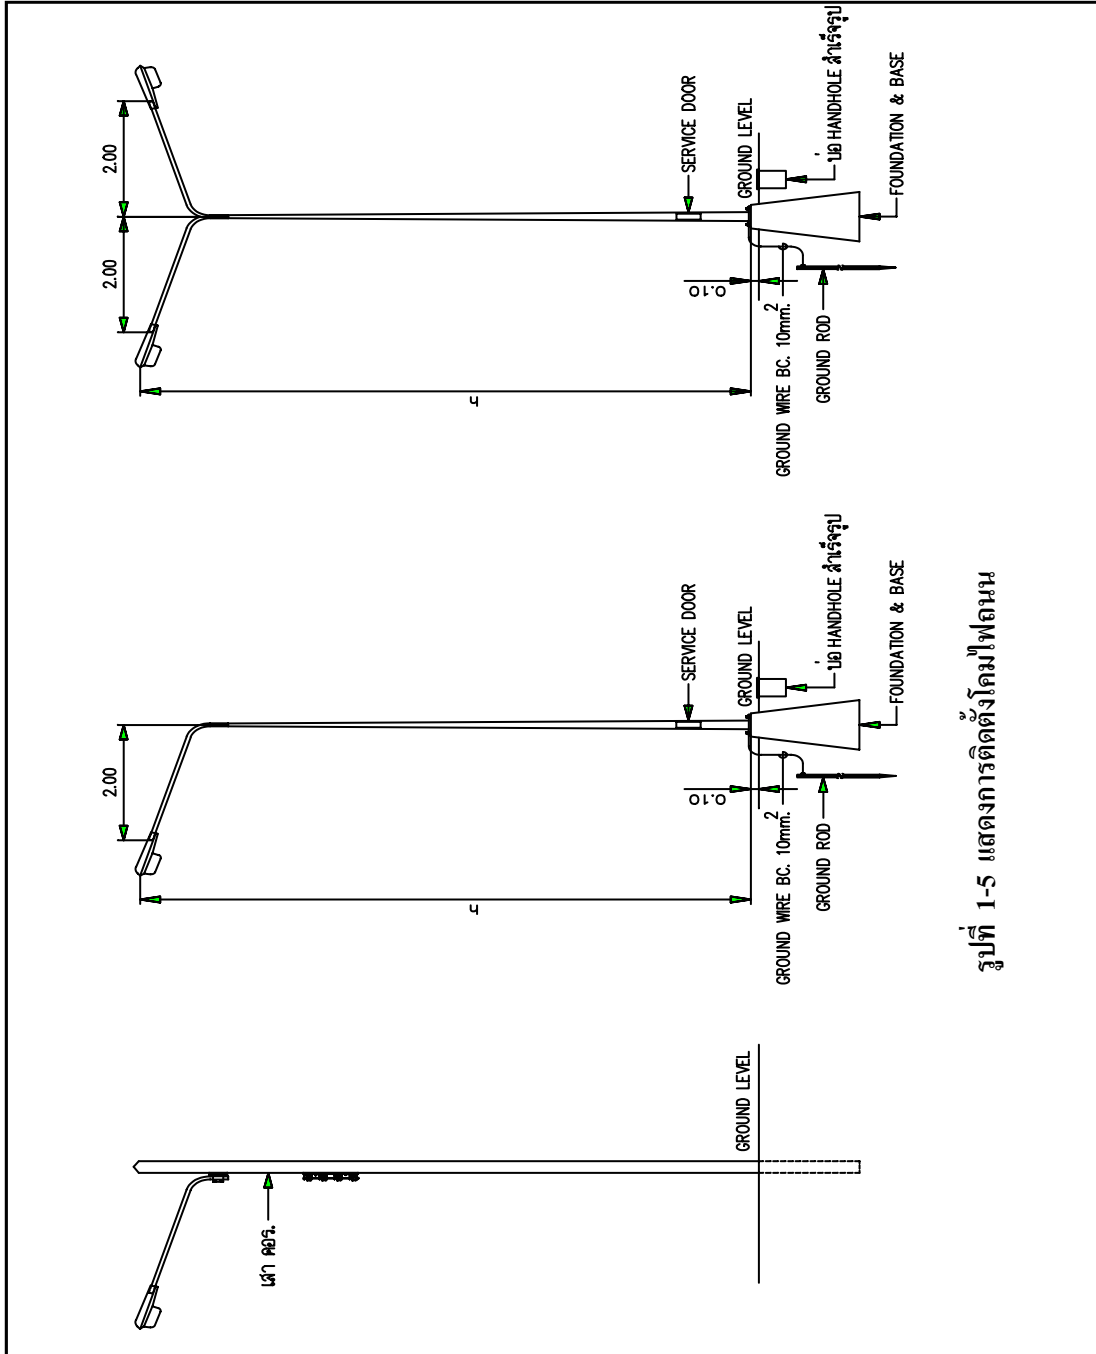 เสา คอร.
GROUND LEVEL
2.00
h
SERVICE DOOR
GROUND LEVEL
0.10
GROUND WIRE BC. 10mm.²
บ่อ HANDHOLE สำเร็จรูป
GROUND ROD
FOUNDATION & BASE
2.00
2.00
h
SERVICE DOOR
GROUND LEVEL
0.10
GROUND WIRE BC. 10mm.²
บ่อ HANDHOLE สำเร็จรูป
GROUND ROD
FOUNDATION & BASE
รูปที่ 1-5 แสดงการติดตั้งโคมไฟถนน